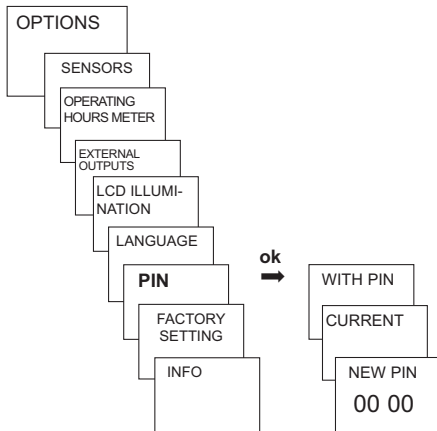 OPTIONS
SENSORS
OPERATING
HOURS METER
EXTERNAL
OUTPUTS
LCD ILLUMI-
NATION
LANGUAGE
PIN
FACTORY
SETTING
INFO
ok
WITH PIN
CURRENT
NEW PIN
00 00